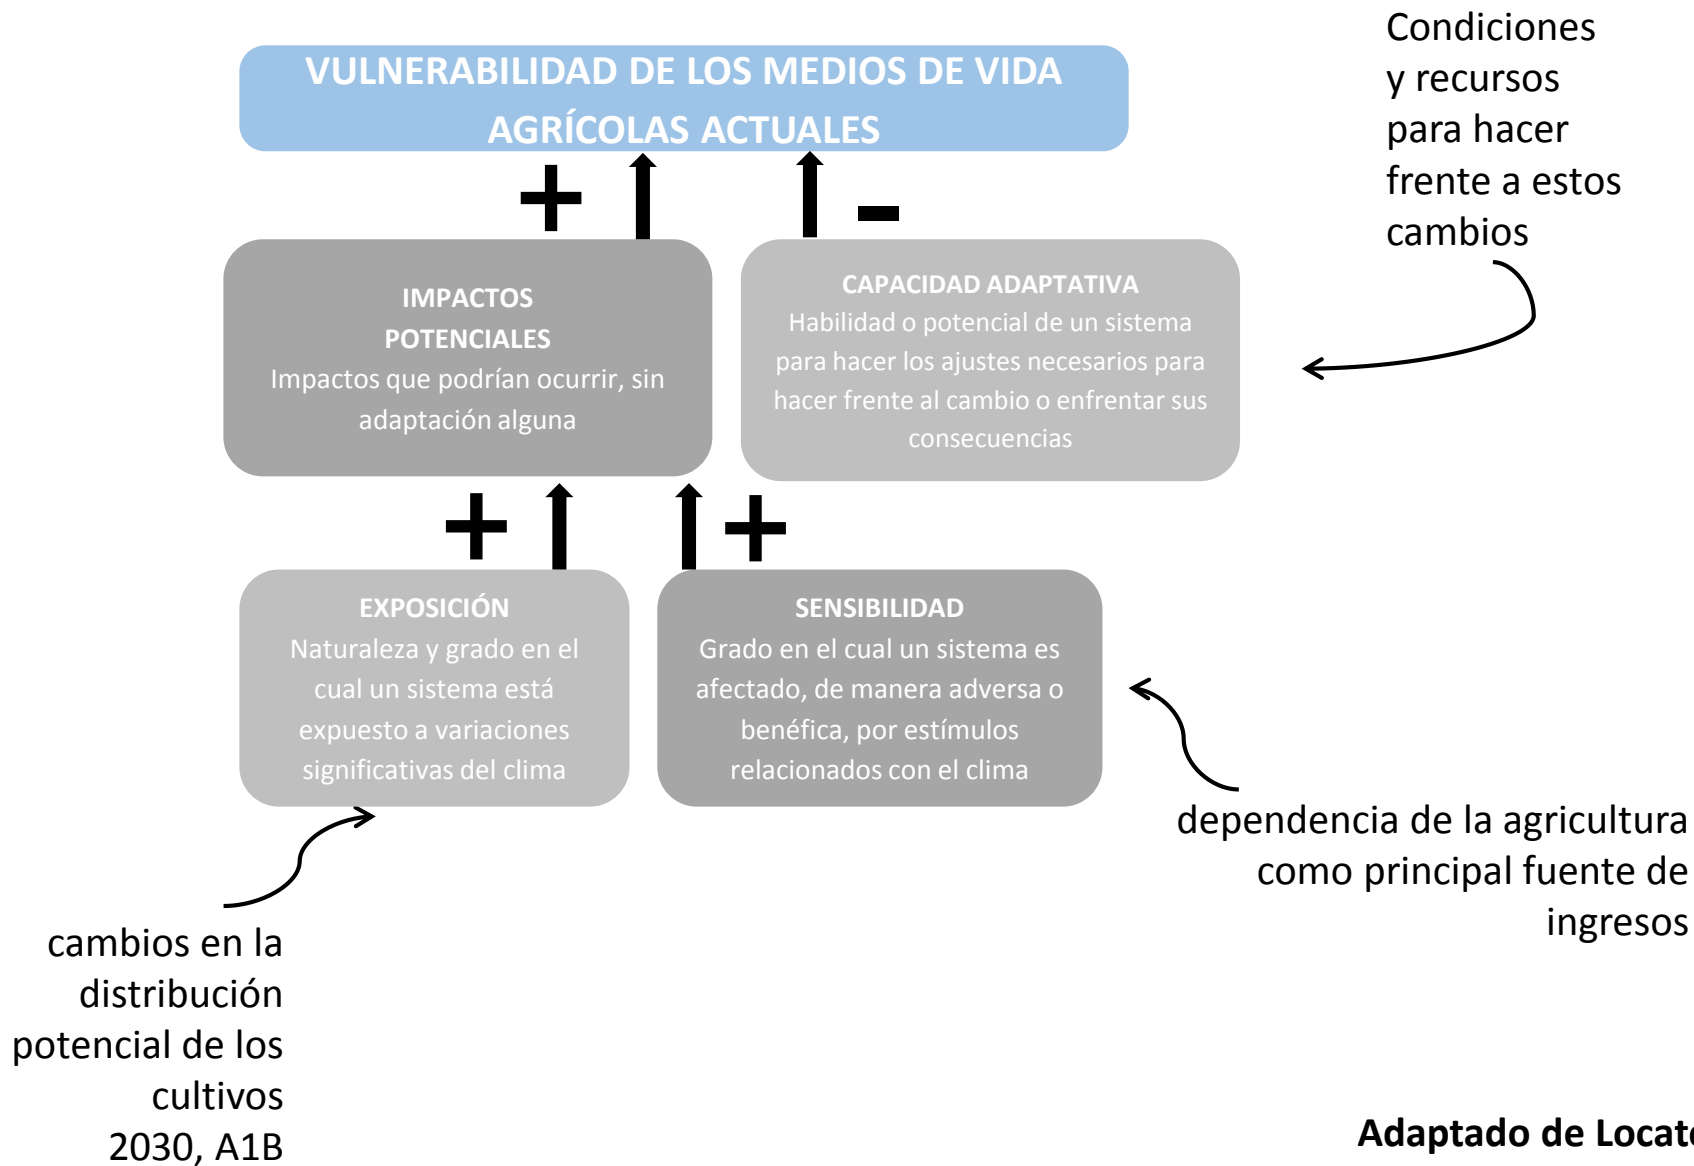 Condiciones
y recursos
para hacer
frente a estos
cambios
VULNERABILIDAD DE LOS MEDIOS DE VIDA
AGRÍCOLAS ACTUALES
+
-
IMPACTOS
POTENCIALES
Impactos que podrían ocurrir, sin
adaptación alguna
CAPACIDAD ADAPTATIVA
Habilidad o potencial de un sistema
para hacer los ajustes necesarios para
hacer frente al cambio o enfrentar sus
consecuencias
+
+
EXPOSICIÓN
Naturaleza y grado en el
cual un sistema está
expuesto a variaciones
significativas del clima
SENSIBILIDAD
Grado en el cual un sistema es
afectado, de manera adversa o
benéfica, por estímulos
relacionados con el clima
dependencia de la agricultura
como principal fuente de
ingresos
cambios en la
distribución
potencial de los
cultivos
2030, A1B
Adaptado de